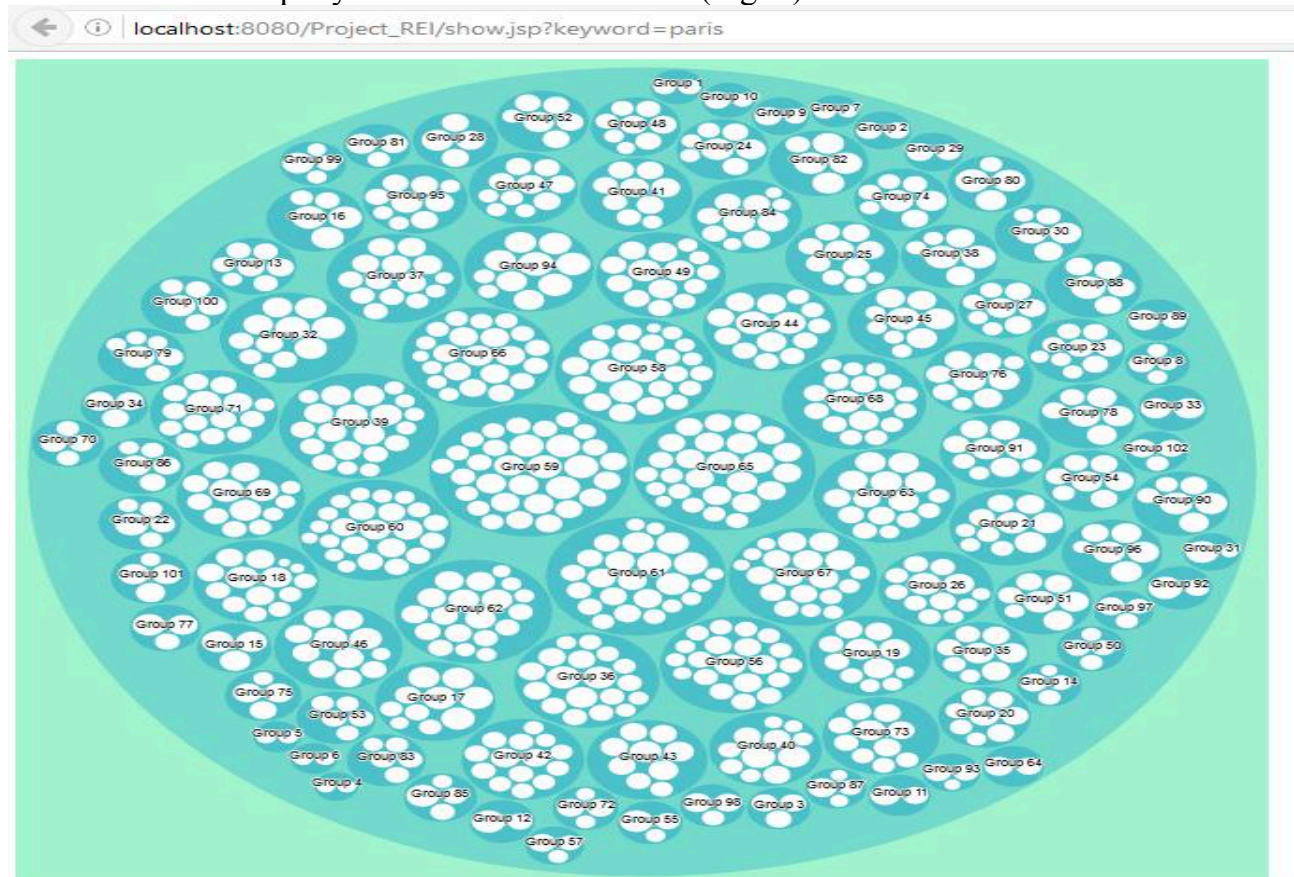 localhost:8080/Project_REI/show.jsp?keyword=paris
Group 1
Group 10
Group 9
Group 7
Group 2
Group 29
Group 52
Group 48
Group 24
Group 82
Group 80
Group 28
Group 81
Group 99
Group 95
Group 47
Group 41
Group 84
Group 74
Group 30
Group 16
Group 13
Group 37
Group 94
Group 49
Group 25
Group 38
Group 88
Group 100
Group 32
Group 44
Group 45
Group 27
Group 89
Group 79
Group 66
Group 58
Group 68
Group 76
Group 23
Group 8
Group 34
Group 71
Group 39
Group 78
Group 33
Group 70
Group 86
Group 69
Group 59
Group 65
Group 63
Group 91
Group 54
Group 102
Group 90
Group 22
Group 60
Group 21
Group 96
Group 31
Group 101
Group 18
Group 61
Group 67
Group 26
Group 51
Group 92
Group 97
Group 77
Group 15
Group 46
Group 62
Group 36
Group 56
Group 19
Group 35
Group 50
Group 75
Group 17
Group 14
Group 53
Group 5
Group 20
Group 6
Group 83
Group 42
Group 43
Group 40
Group 73
Group 93
Group 64
Group 4
Group 85
Group 12
Group 72
Group 55
Group 98
Group 3
Group 87
Group 11
Group 57